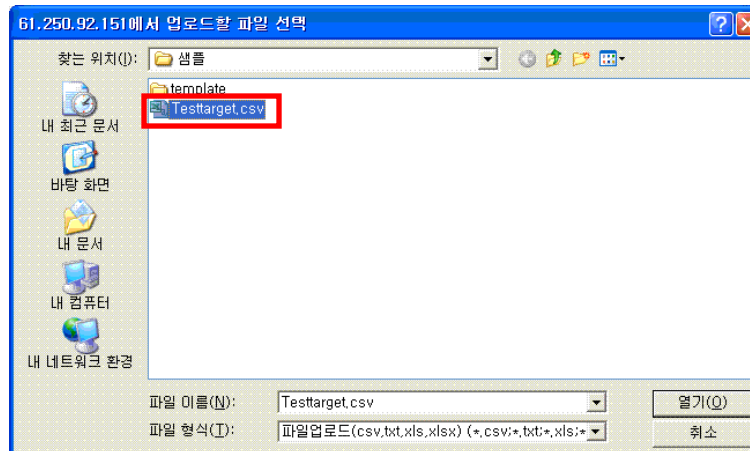 61.250.92.151에서 업로드할 파일 선택
찾는 위치(I): 샘플
template
Testtarget.csv
내 최근 문서
바탕 화면
내 문서
내 컴퓨터
내 네트워크 환경
파일 이름(N): Testtarget.csv 열기(O)
파일 형식(T): 파일업로드(csv,txt,xls,xlsx) (*.csv;*.txt;*.xls;* 취소